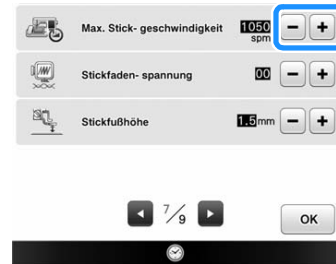 Max. Stick- geschwindigkeit 1050 spm - +
Stickfaden- spannung 00 - +
Stickfußhöhe 1.5mm - +
7/9
OK